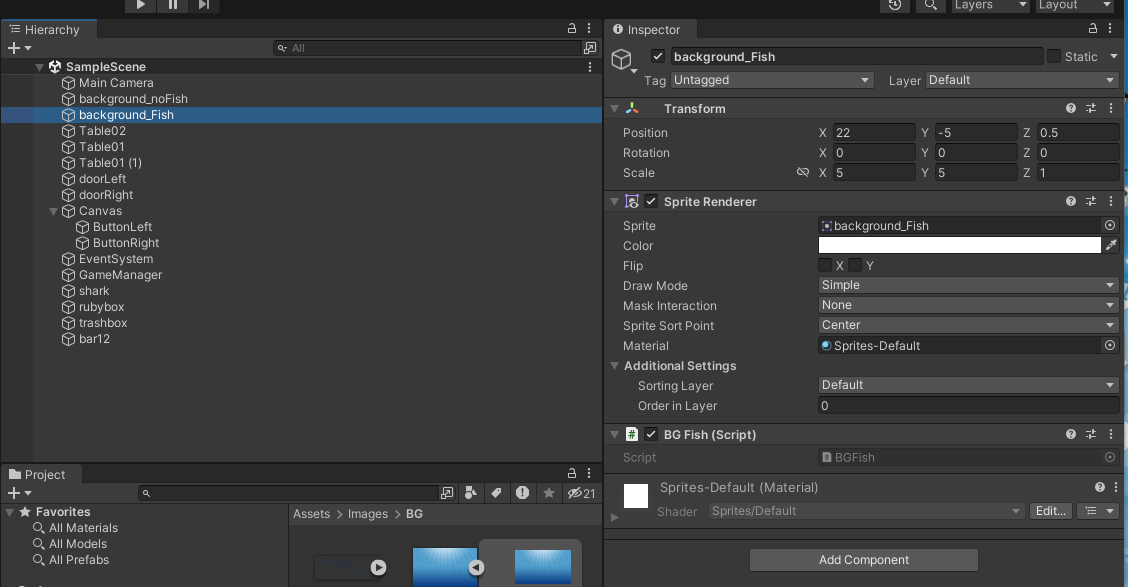 Layers
Layout
Hierarchy
All
SampleScene
Main Camera
background_noFish
background_Fish
Table02
Table01
Table01 (1)
doorLeft
doorRight
Canvas
ButtonLeft
ButtonRight
EventSystem
GameManager
shark
rubybox
trashbox
bar12
Project
21
Favorites
All Materials
All Models
All Prefabs
Assets > Images > BG
Inspector
background_Fish
Static
Tag Untagged
Layer Default
Transform
Position X 22 Y -5 Z 0.5
Rotation X 0 Y 0 Z 0
Scale X 5 Y 5 Z 1
Sprite Renderer
Sprite background_Fish
Color
Flip X Y
Draw Mode Simple
Mask Interaction None
Sprite Sort Point Center
Material Sprites-Default
Additional Settings
Sorting Layer Default
Order in Layer 0
# BG Fish (Script)
Script BGFish
Sprites-Default (Material)
Shader Sprites/Default Edit...
Add Component